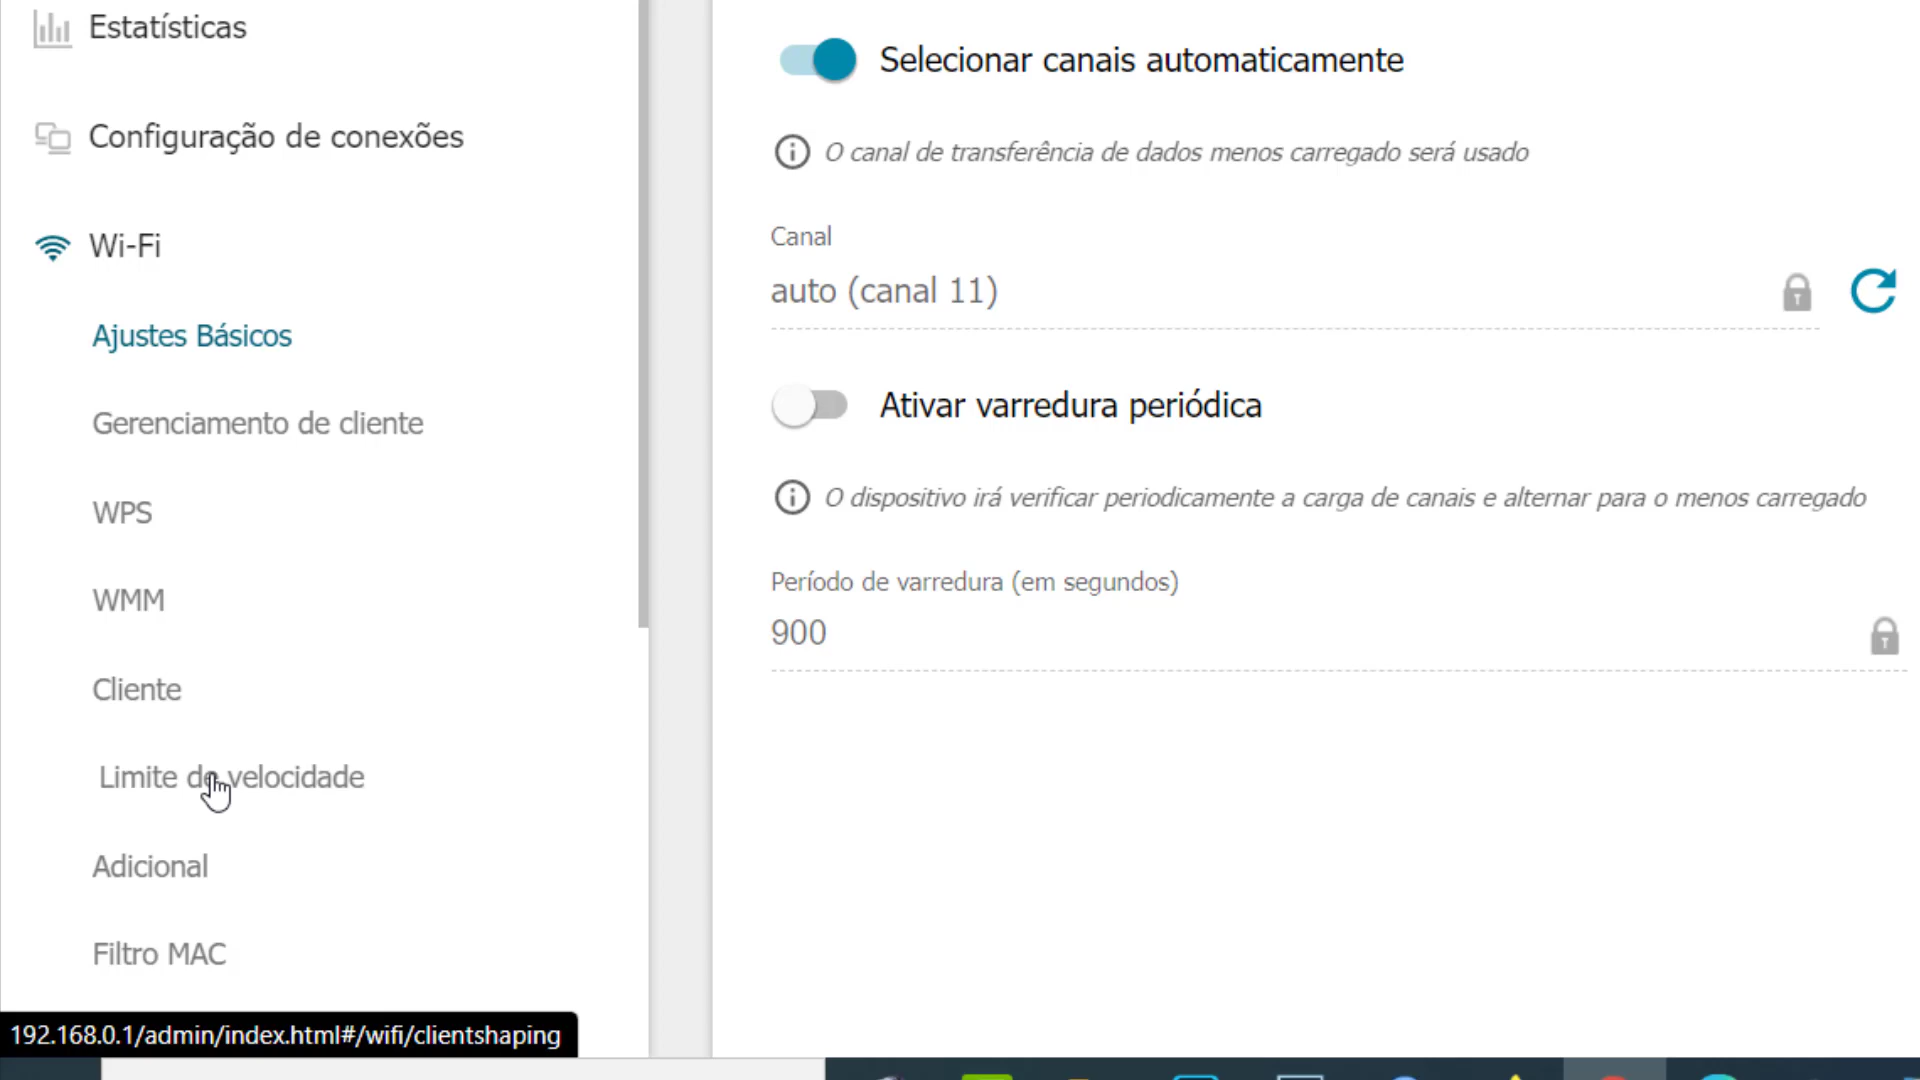 Estatísticas
Configuração de conexões
Wi-Fi
Ajustes Básicos
Gerenciamento de cliente
WPS
WMM
Cliente
Limite de velocidade
Adicional
Filtro MAC
192.168.0.1/admin/index.html#/wifi/clientshaping
Selecionar canais automaticamente
O canal de transferência de dados menos carregado será usado
Canal
auto (canal 11)
Ativar varredura periódica
O dispositivo irá verificar periodicamente a carga de canais e alternar para o menos carregado
Período de varredura (em segundos)
900